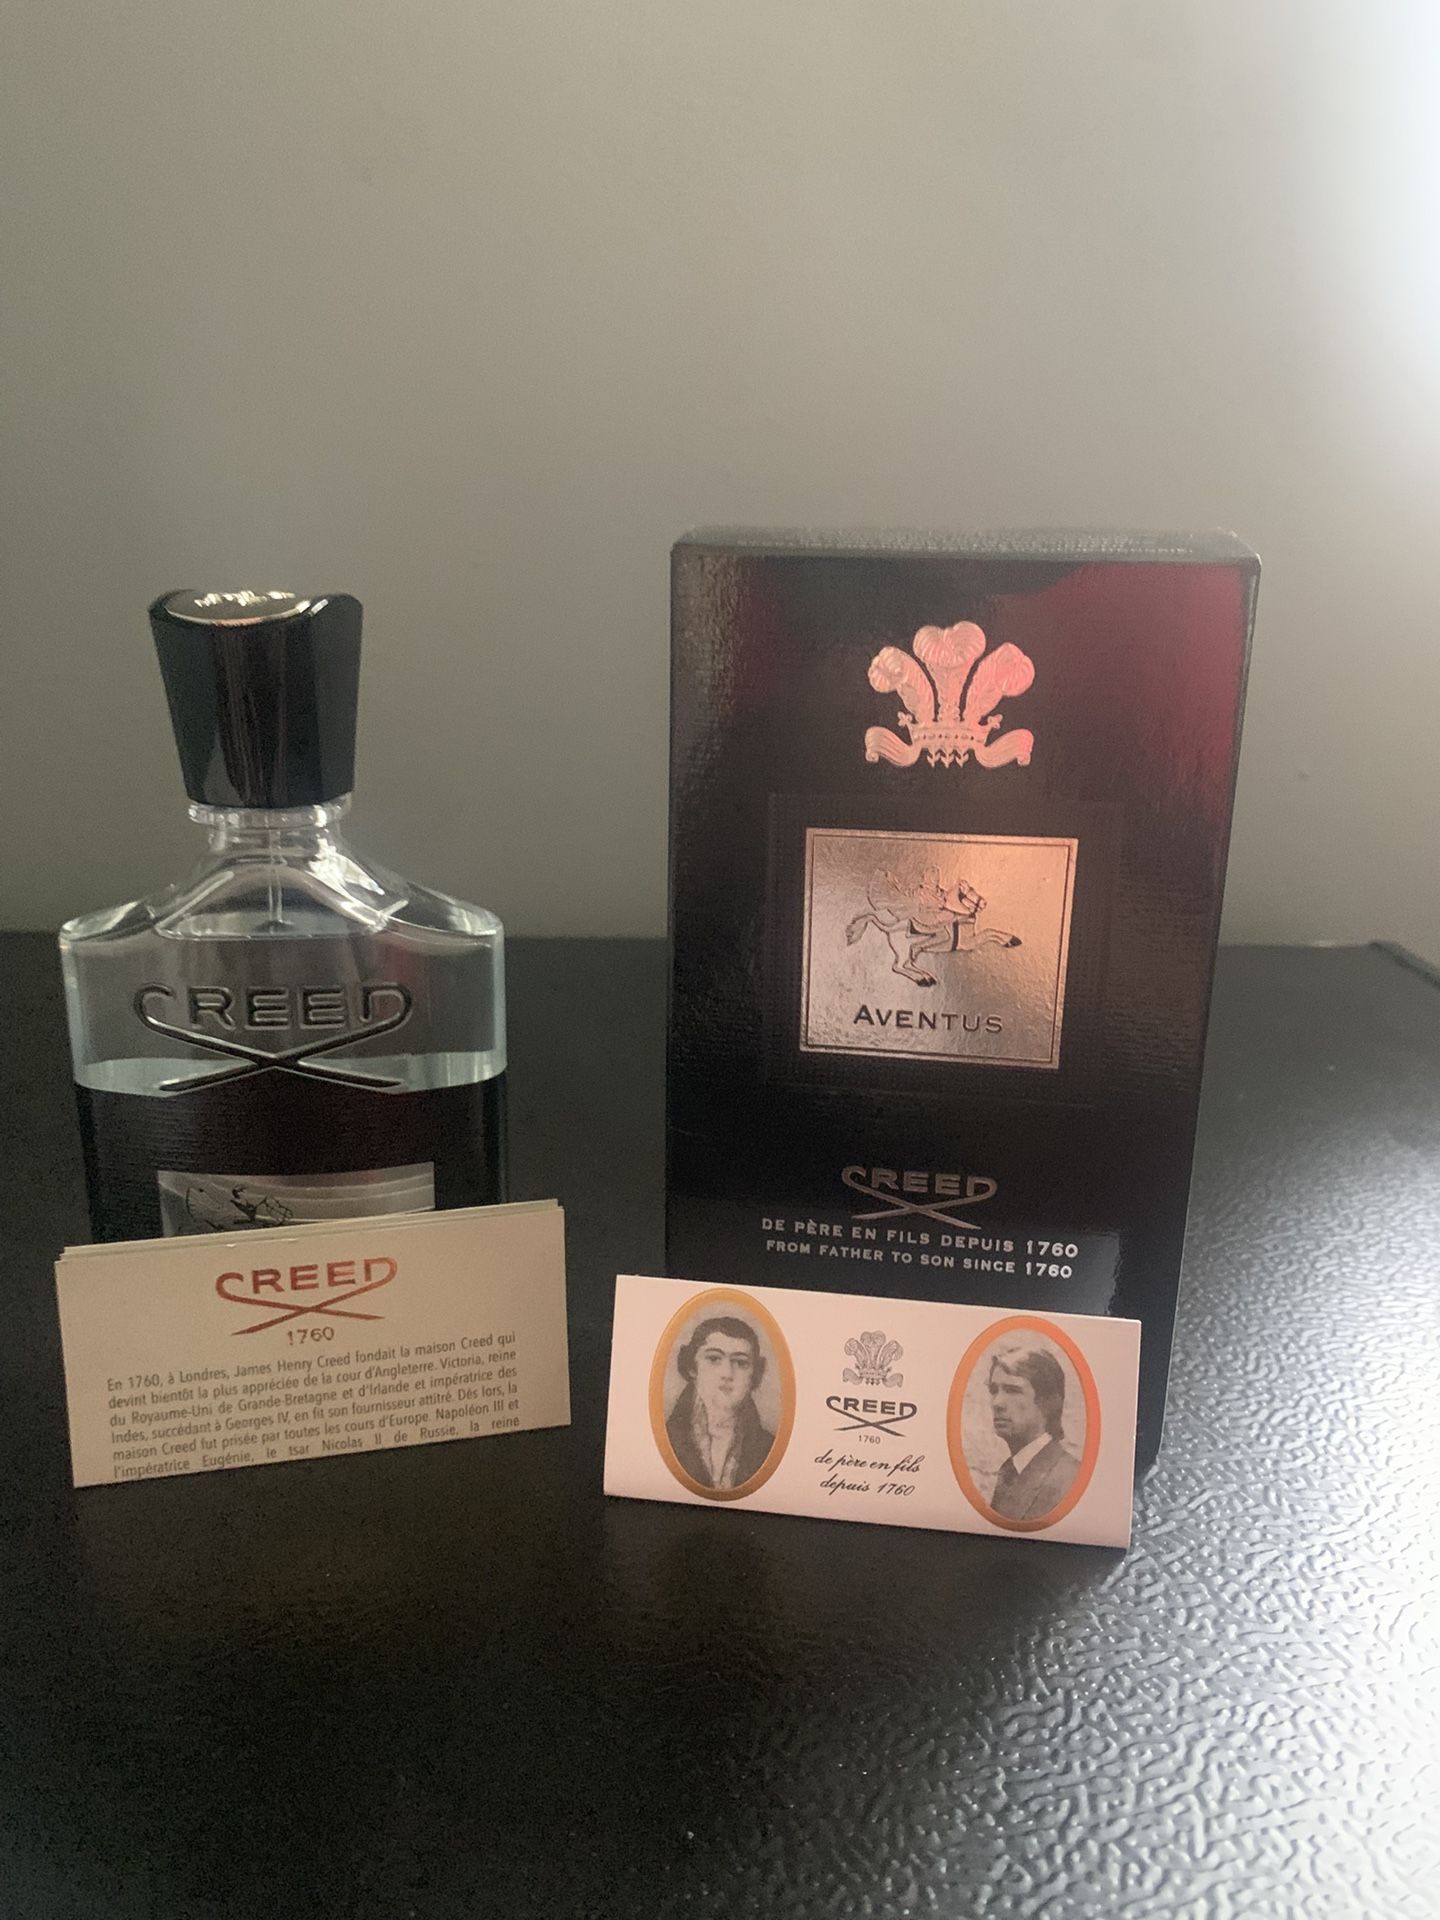 CREED
AVENTUS
CREED
DE PÈRE EN FILS DEPUIS 1760
FROM FATHER TO SON SINCE 1760
CREED
1760
En 1760, à Londres, James Henry Creed fondait la maison Creed qui
devint bientôt la plus appréciée de la cour d'Angleterre. Victoria, reine
du Royaume-Uni de Grande-Bretagne et d'Irlande et impératrice des
Indes, succédant à Georges IV, en fit son fournisseur attitré. Dès lors, la
maison Creed fut prisée par toutes les cours d'Europe. Napoléon III et
l'impératrice Eugénie, le tsar Nicolas II de Russie, la reine
CREED
1760
de père en fils
depuis 1760